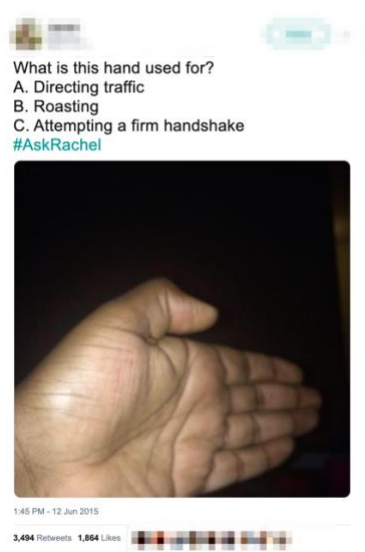 What is this hand used for?
A. Directing traffic
B. Roasting
C. Attempting a firm handshake
#AskRachel
1:45 PM - 12 Jun 2015
3,494 Retweets 1,864 Likes